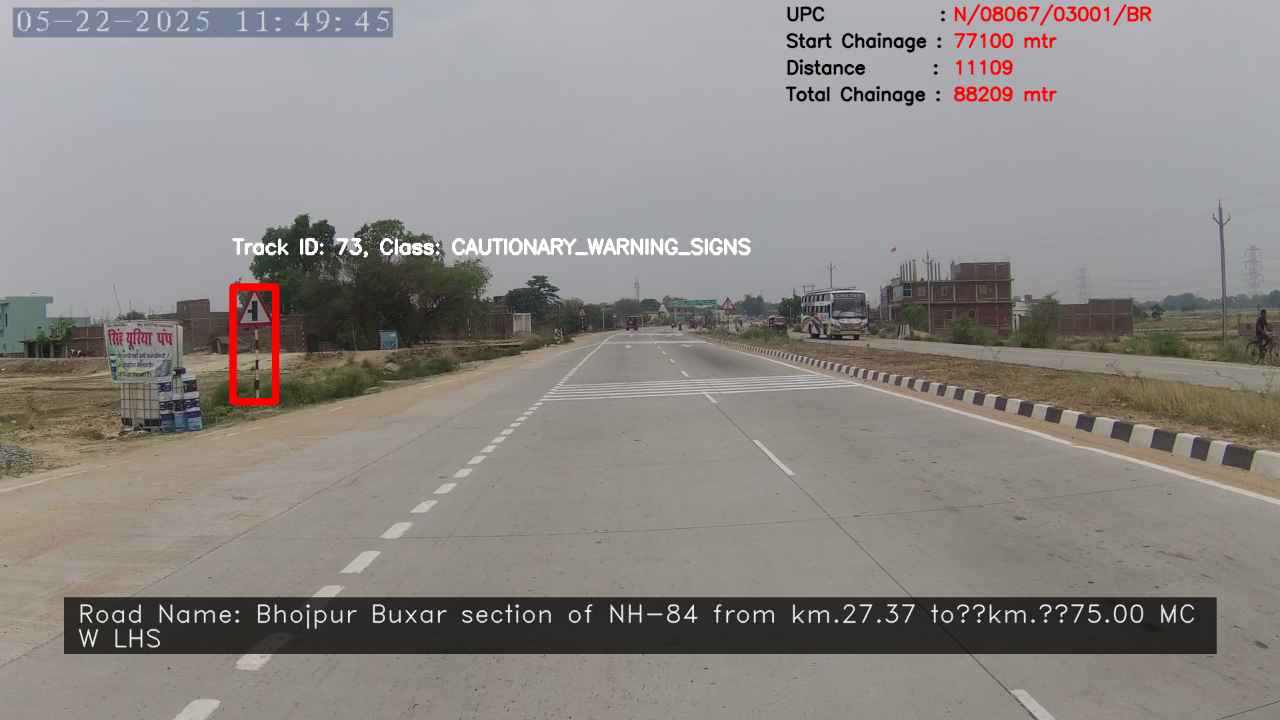 05-22-2025 11:49:45
UPC : N/08067/03001/BR
Start Chainage : 77100 mtr
Distance : 11109
Total Chainage : 88209 mtr
Track ID: 73, Class: CAUTIONARY_WARNING_SIGNS
सिंह यूरिया पंप
Road Name: Bhojpur Buxar section of NH-84 from km.27.37 to??km.??75.00 MC
W LHS